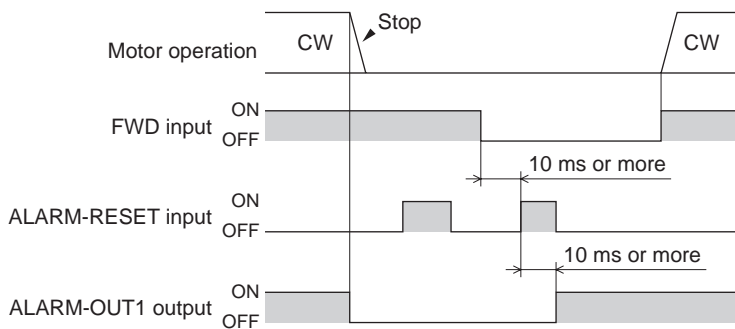 Stop
Motor operation
CW
CW
FWD input
ON
OFF
10 ms or more
ALARM-RESET input
ON
OFF
10 ms or more
ALARM-OUT1 output
ON
OFF